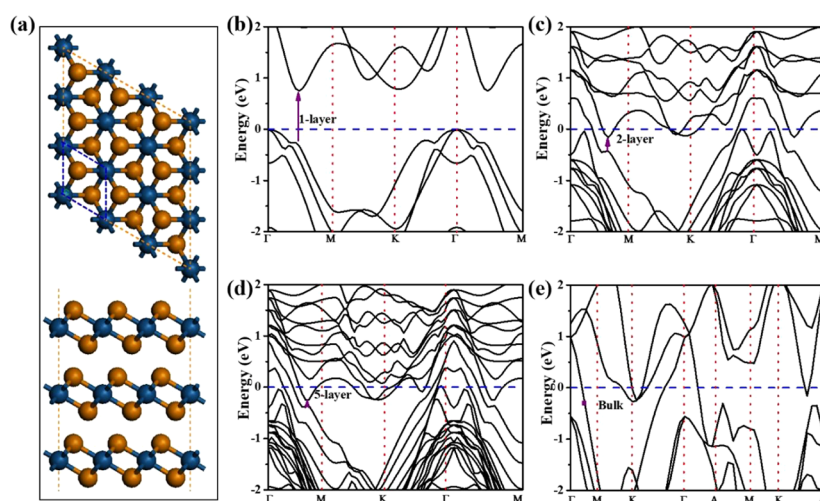 (a)
(b)
Energy (eV)
2
1
0
-1
-2
1-layer
Γ
M
K
Γ
M
(c)
Energy (eV)
2
1
0
-1
-2
2-layer
Γ
M
K
Γ
M
(d)
Energy (eV)
2
1
0
-1
-2
5-layer
Γ
M
K
Γ
M
(e)
Energy (eV)
2
1
0
-1
-2
Bulk
Γ
M
K
Γ
A
M
K
Γ